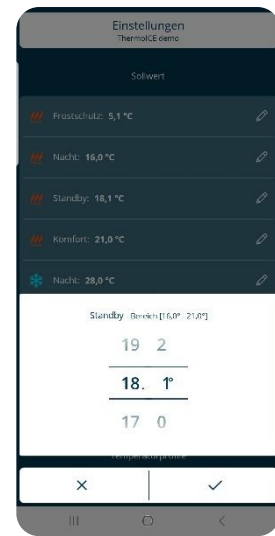 Einstellungen
ThermoICE demo
Sollwert
Frostschutz: 5,1 °C
Nacht: 16,0 °C
Standby: 18,1 °C
Komfort: 21,0 °C
Nacht: 28,0 °C
Standby - Bereich [16,0° - 21,0°]
19 2
18. 1°
17 0
Temperaturprofile